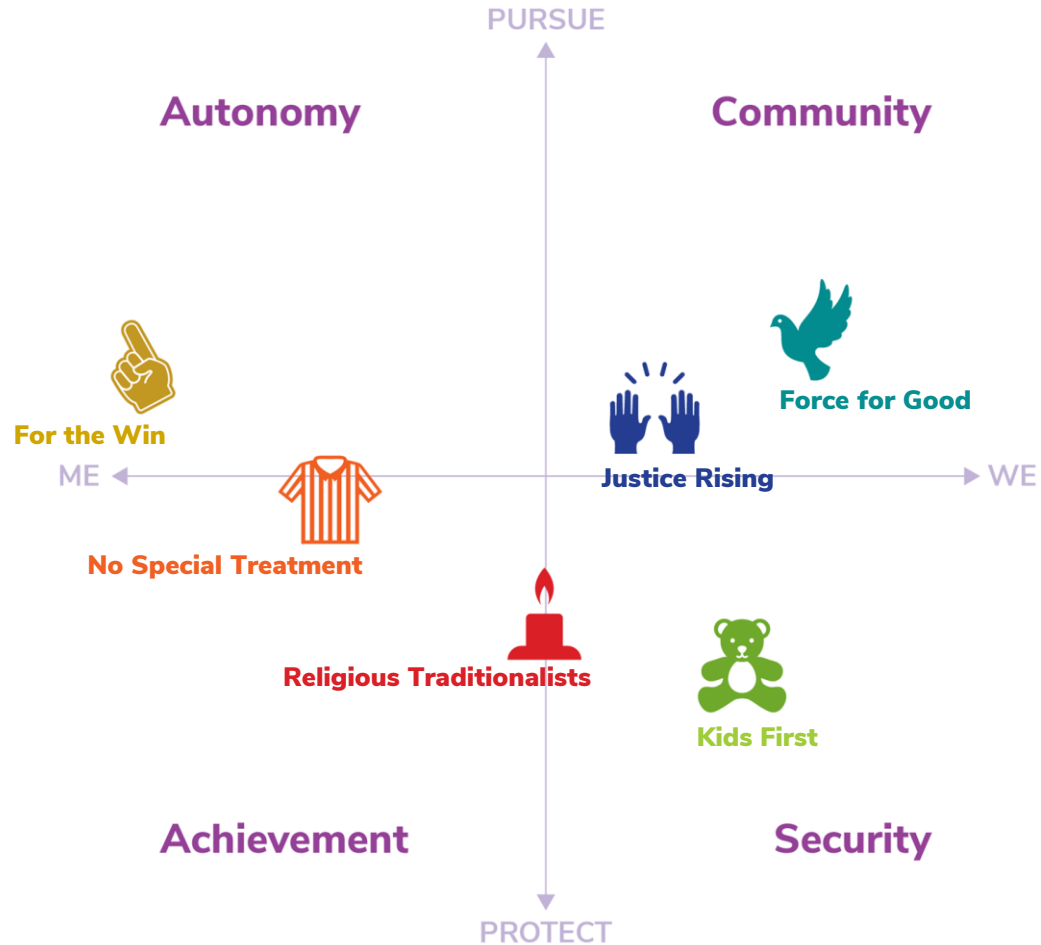 PURSUE
Autonomy
Community
Force for Good
For the Win
ME
Justice Rising
WE
No Special Treatment
Religious Traditionalists
Kids First
Achievement
Security
PROTECT